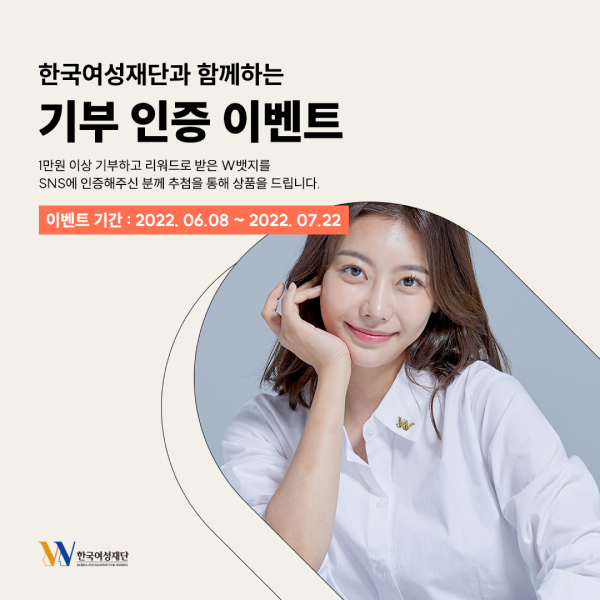 한국여성재단과 함께하는
기부 인증 이벤트
1만원 이상 기부하고 리워드로 받은 W뱃지를
SNS에 인증해주신 분께 추첨을 통해 상품을 드립니다.
이벤트 기간 : 2022. 06.08 ~ 2022. 07.22
W
한국여성재단
KOREA FOUNDATION FOR WOMEN